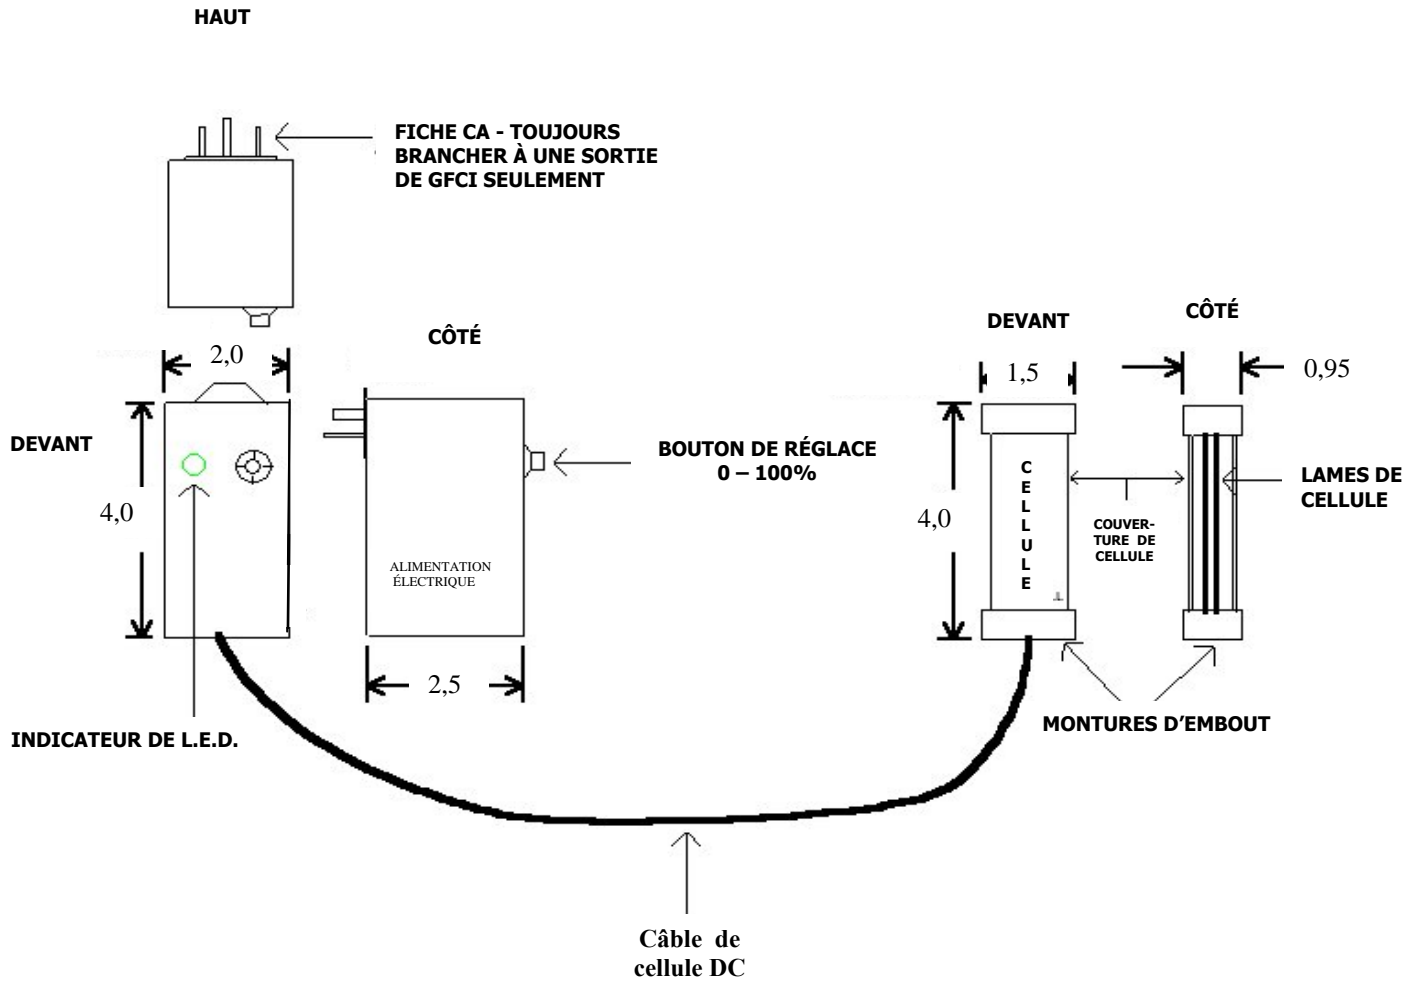 HAUT
FICHE CA - TOUJOURS
BRANCHER À UNE SORTIE
DE GFCI SEULEMENT
CÔTÉ
DEVANT
CÔTÉ
2,0
1,5
0,95
DEVANT
BOUTON DE RÉGLACE
0 – 100%
LAMES DE
CELLULE
CELLULE
4,0
4,0
COUVER-
TURE DE
CELLULE
ALIMENTATION
ÉLECTRIQUE
2,5
INDICATEUR DE L.E.D.
MONTURES D’EMBOUT
Câble de
cellule DC